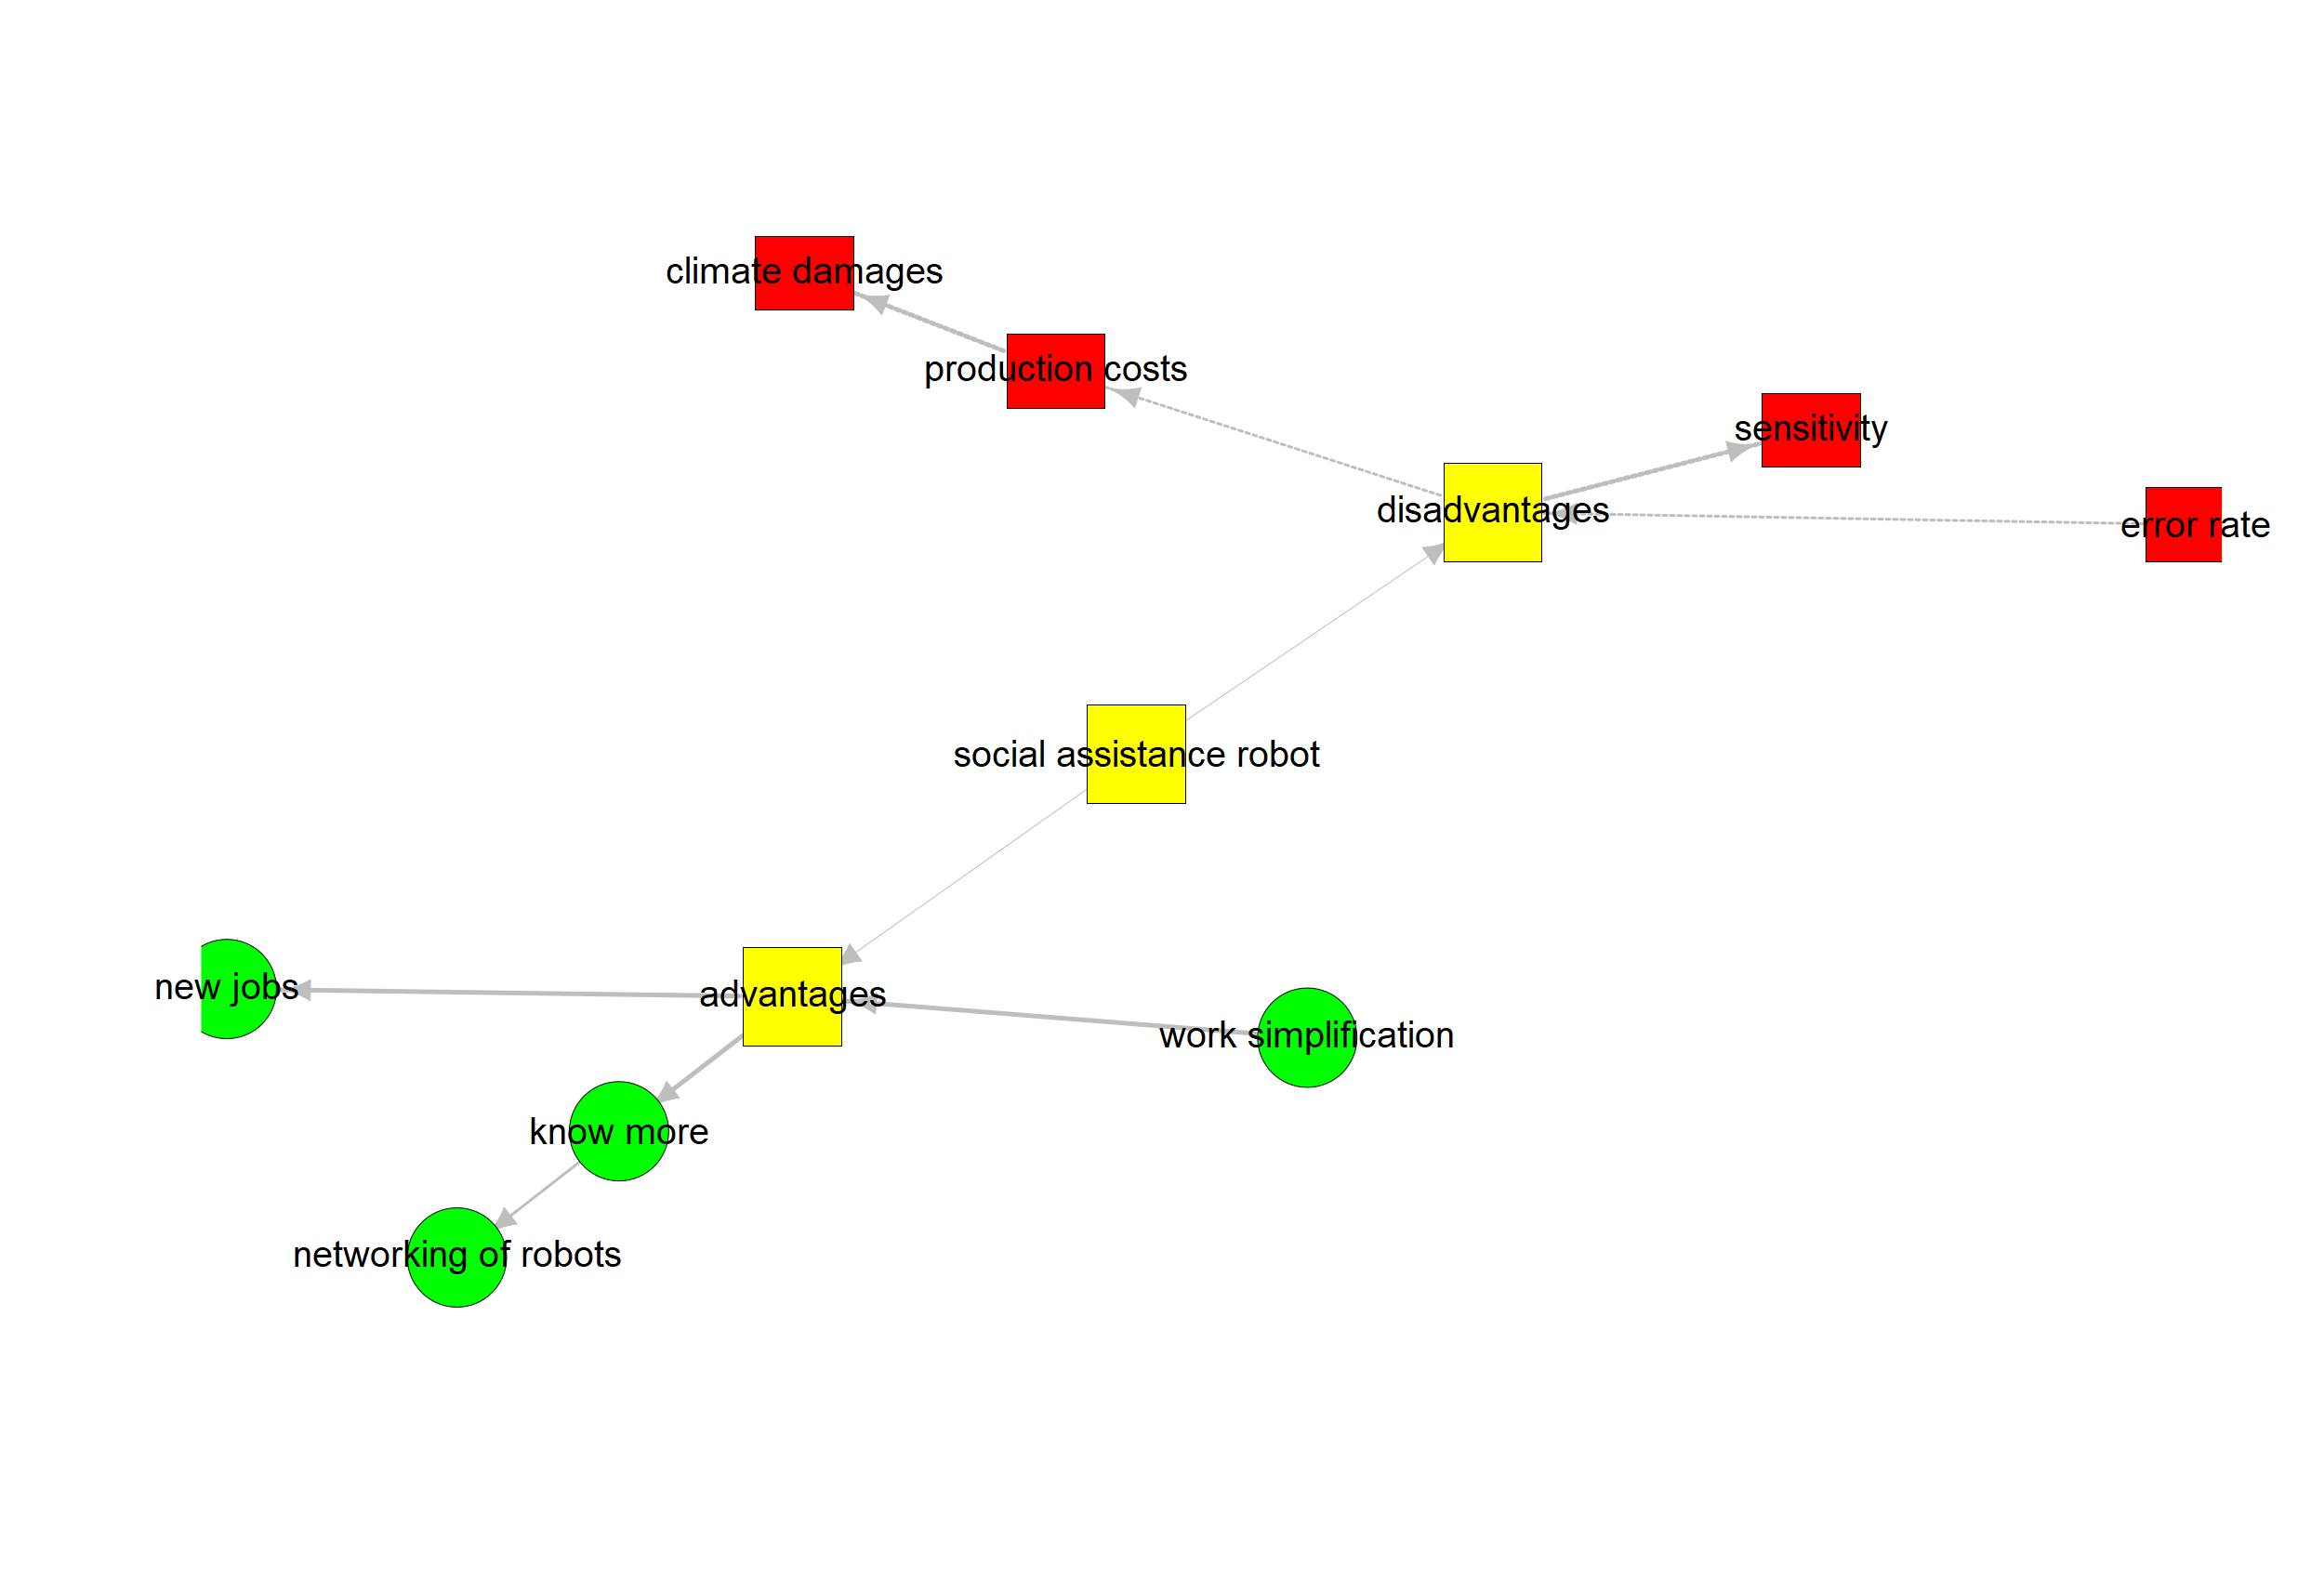 climate damages
production costs
sensitivity
disadvantages
error rate
social assistance robot
new jobs
advantages
work simplification
know more
networking of robots